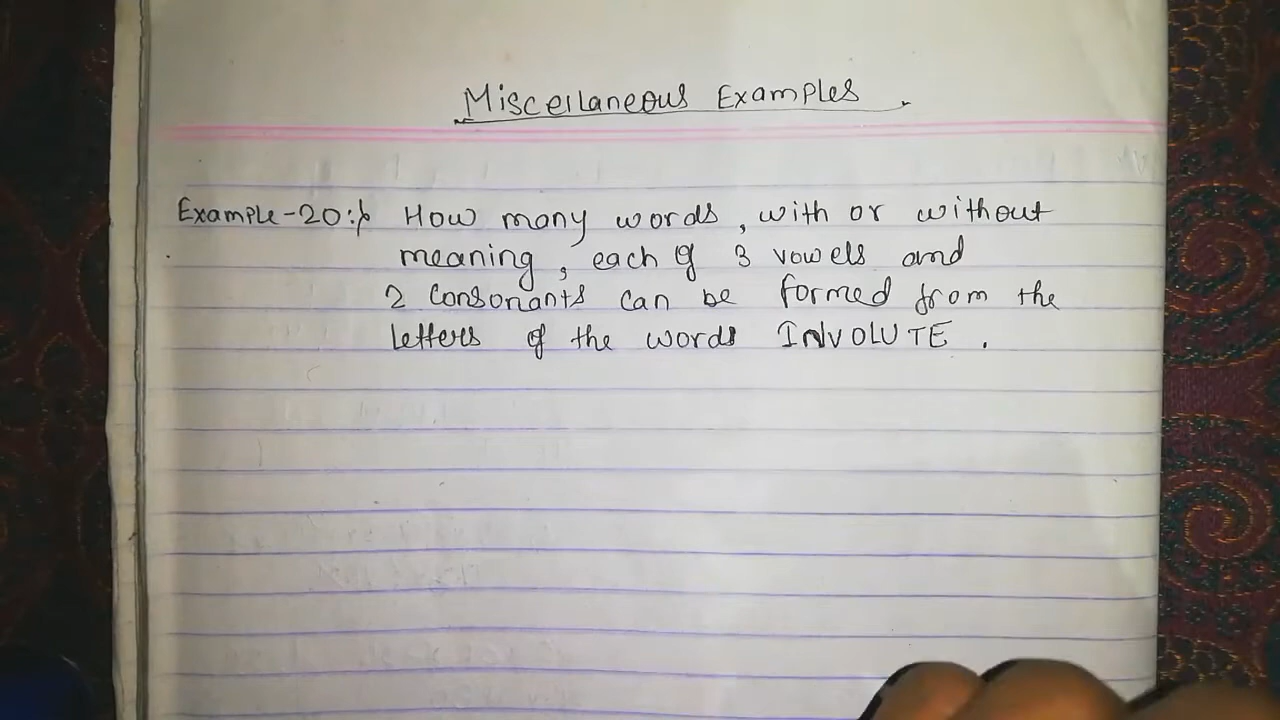 Miscellaneous Examples.
Example-20:} How many words, with or without
meaning, each of 3 vowels and
2 consonants can be formed from the
letters of the words INVOLUTE.